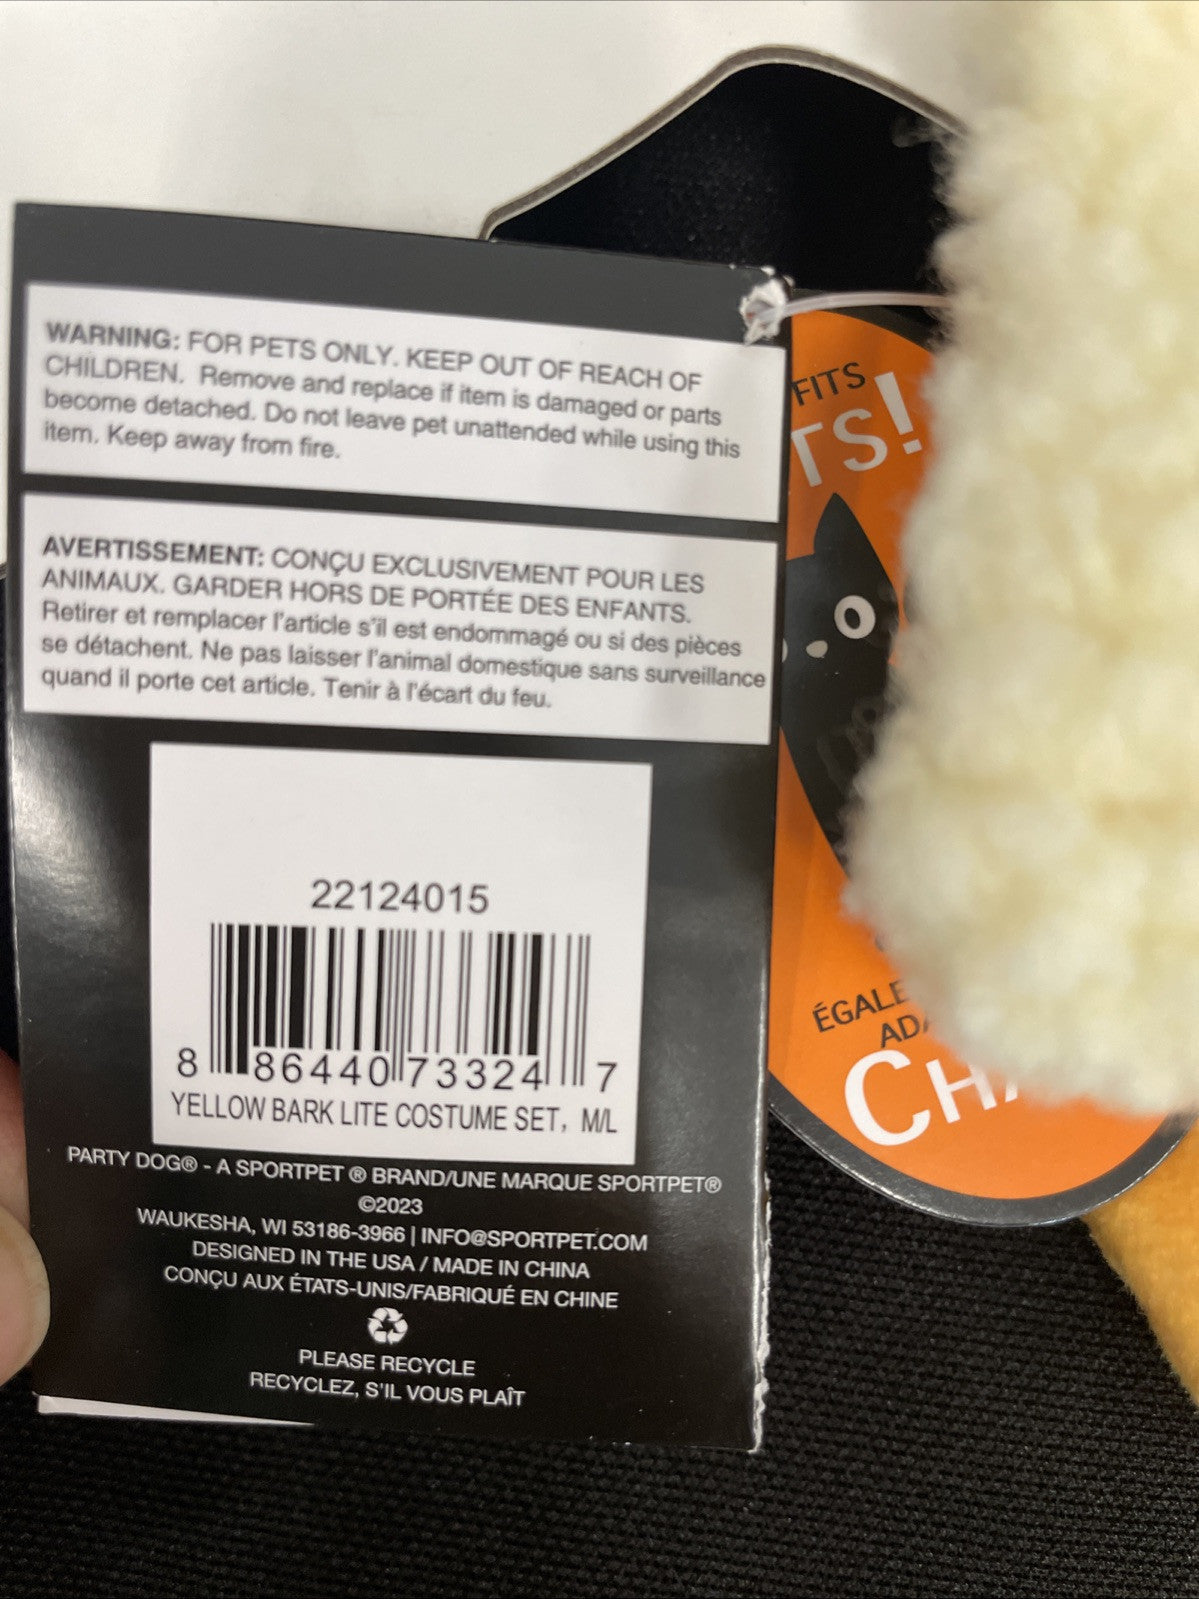 WARNING: FOR PETS ONLY. KEEP OUT OF REACH OF
CHILDREN. Remove and replace if item is damaged or parts
become detached. Do not leave pet unattended while using this
item. Keep away from fire.
AVERTISSEMENT: CONÇU EXCLUSIVEMENT POUR LES
ANIMAUX. GARDER HORS DE PORTÉE DES ENFANTS.
Retirer et remplacer l'article s'il est endommagé ou si des pièces
se détachent. Ne pas laisser l'animal domestique sans surveillance
quand il porte cet article. Tenir à l'écart du feu.
22124015
8 86440 73324 7
YELLOW BARK LITE COSTUME SET, M/L
PARTY DOG® - A SPORTPET ® BRAND/UNE MARQUE SPORTPET®
©2023
WAUKESHA, WI 53186-3966 | INFO@SPORTPET.COM
DESIGNED IN THE USA / MADE IN CHINA
CONÇU AUX ÉTATS-UNIS/FABRIQUÉ EN CHINE
PLEASE RECYCLE
RECYCLEZ, S'IL VOUS PLAÎT
FITS
TS!
ÉGALE
AD
CH